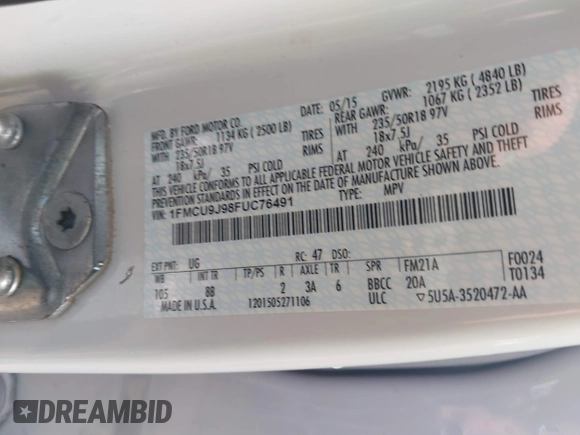 MFD. BY FORD MOTOR CO.
DATE: 05/15 GVWR: 2195 KG ( 4840 LB)
FRONT GAWR: 1134 KG ( 2500 LB) REAR GAWR: 1067 KG ( 2352 LB)
WITH 235/50R18 97V TIRES WITH 235/50R18 97V TIRES
18x7.5J RIMS 18x7.5J RIMS
AT 240 kPa/ 35 PSI COLD AT 240 kPa/ 35 PSI COLD
THIS VEHICLE CONFORMS TO ALL APPLICABLE FEDERAL MOTOR VEHICLE SAFETY AND THEFT
PREVENTION STANDARDS IN EFFECT ON THE DATE OF MANUFACTURE SHOWN ABOVE.
VIN: 1FMCU9J98FUC76491 TYPE: MPV
EXT PNT: UG RC: 47 DSO: F0024
WB INT TR TP/PS R AXLE TR SPR FM21A T0134
105 BB 2 3A 6 BBCC 20A
MADE IN U.S.A. 1201505271106 ULC ▽5U5A-3520472-AA
DREAMBID